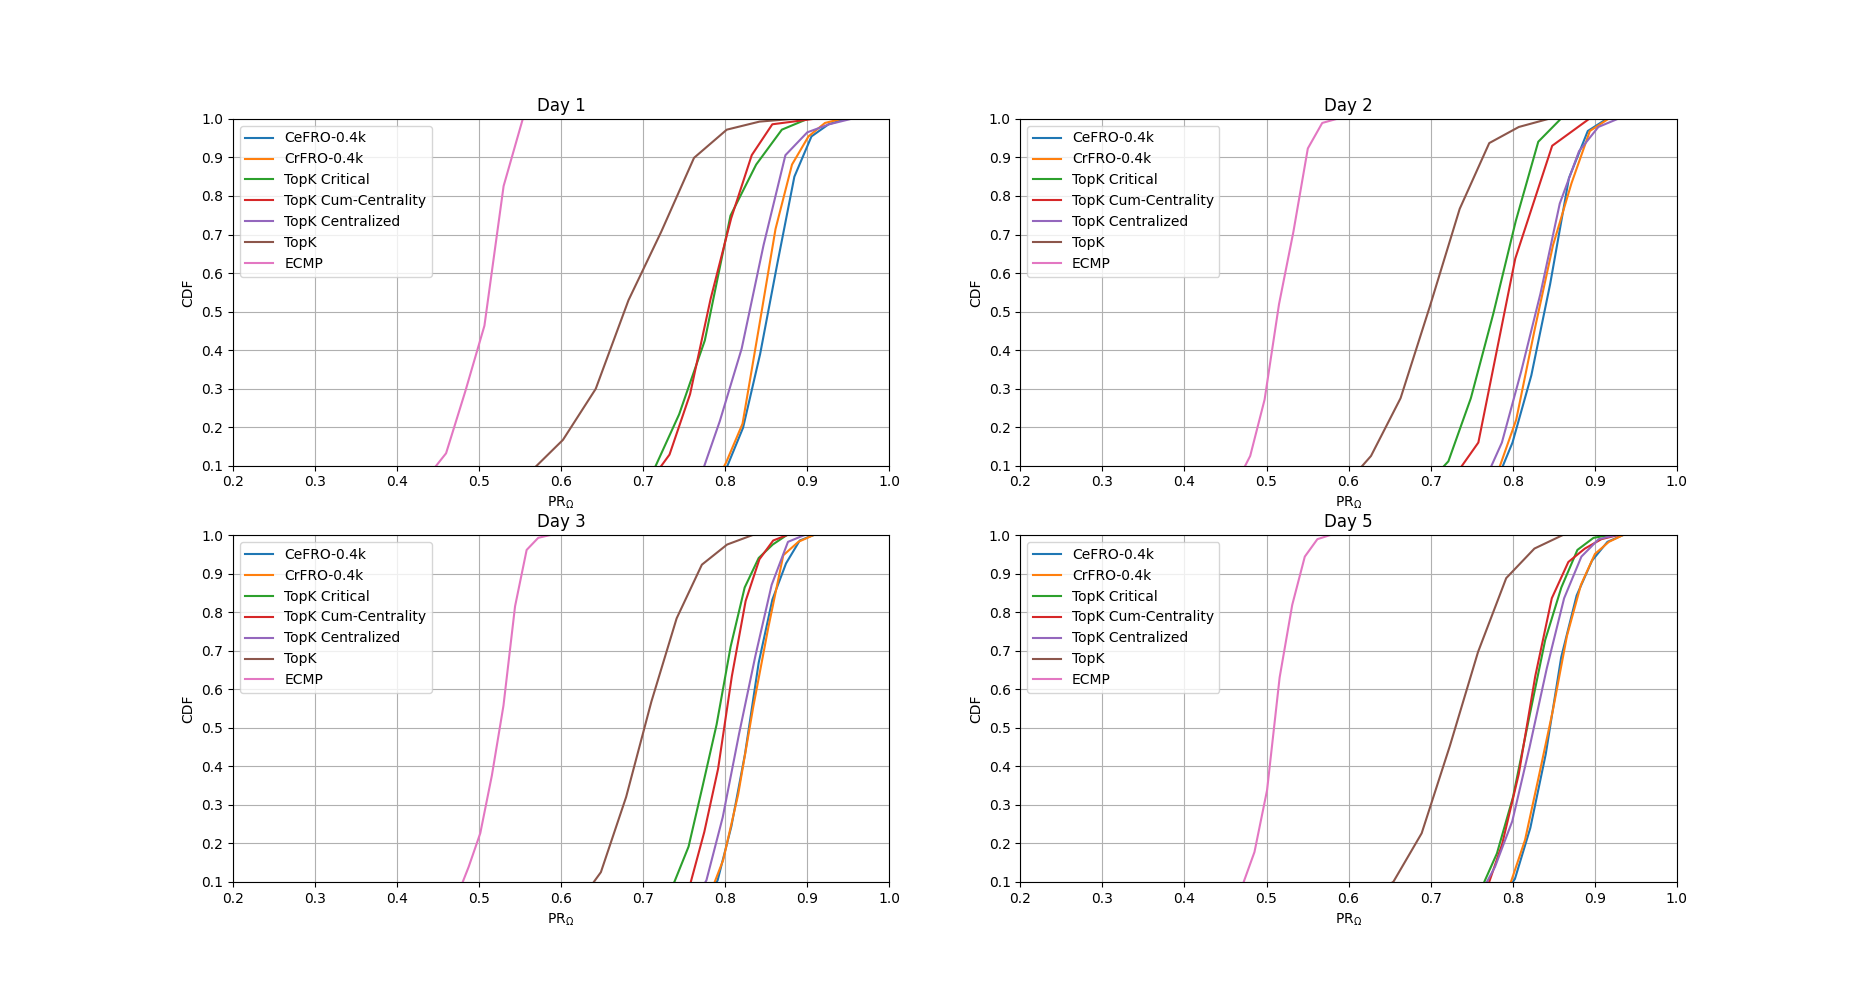 Day 1
CDF
1.0
0.9
0.8
0.7
0.6
0.5
0.4
0.3
0.2
0.1
CeFRO-0.4k
CrFRO-0.4k
TopK Critical
TopK Cum-Centrality
TopK Centralized
TopK
ECMP
0.2 0.3 0.4 0.5 0.6 0.7 0.8 0.9 1.0
PRΩ
Day 2
CDF
1.0
0.9
0.8
0.7
0.6
0.5
0.4
0.3
0.2
0.1
CeFRO-0.4k
CrFRO-0.4k
TopK Critical
TopK Cum-Centrality
TopK Centralized
TopK
ECMP
0.2 0.3 0.4 0.5 0.6 0.7 0.8 0.9 1.0
PRΩ
Day 3
CDF
1.0
0.9
0.8
0.7
0.6
0.5
0.4
0.3
0.2
0.1
CeFRO-0.4k
CrFRO-0.4k
TopK Critical
TopK Cum-Centrality
TopK Centralized
TopK
ECMP
0.2 0.3 0.4 0.5 0.6 0.7 0.8 0.9 1.0
PRΩ
Day 5
CDF
1.0
0.9
0.8
0.7
0.6
0.5
0.4
0.3
0.2
0.1
CeFRO-0.4k
CrFRO-0.4k
TopK Critical
TopK Cum-Centrality
TopK Centralized
TopK
ECMP
0.2 0.3 0.4 0.5 0.6 0.7 0.8 0.9 1.0
PRΩ